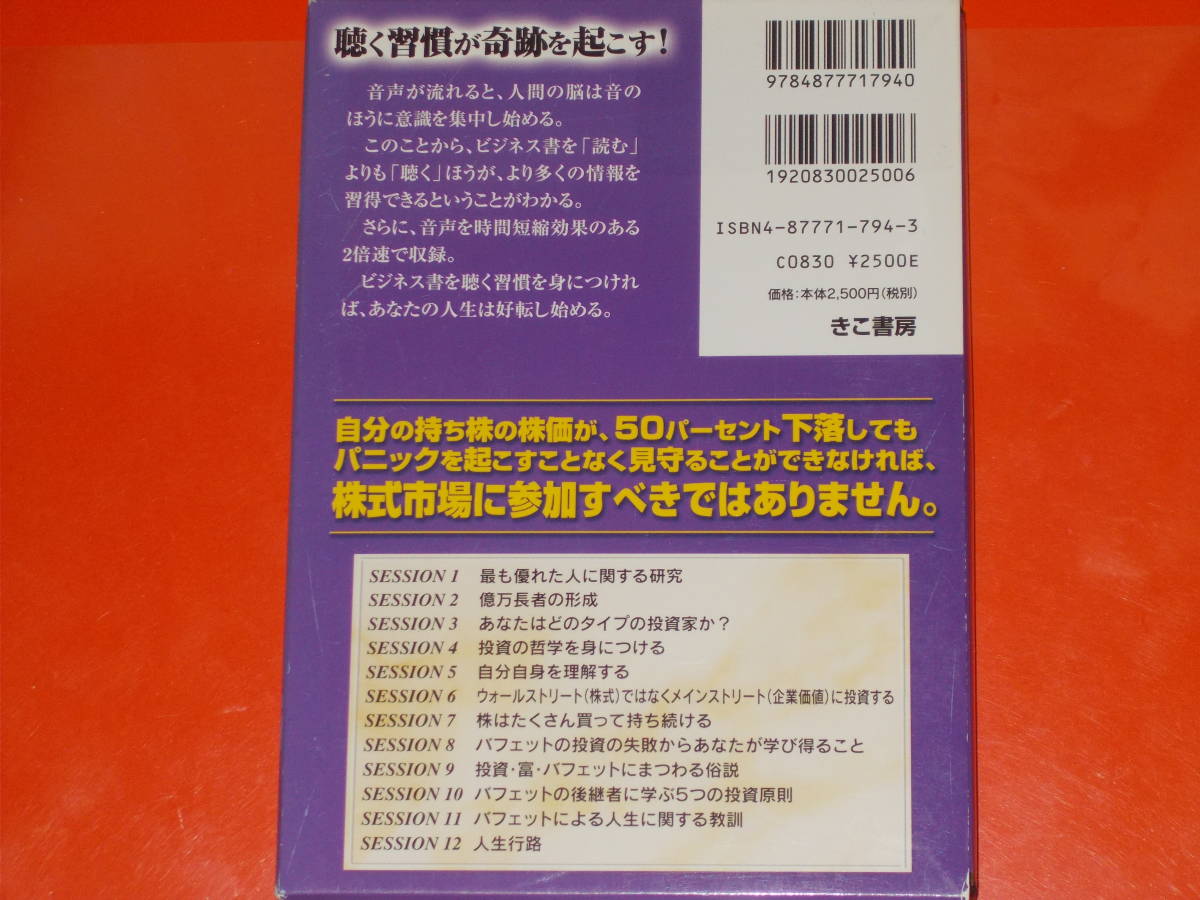 聴く習慣が奇跡を起こす！
音声が流れると、人間の脳は音の
ほうに意識を集中し始める。
このことから、ビジネス書を「読む」
よりも「聴く」ほうが、より多くの情報を
習得できるということがわかる。
さらに、音声を時間短縮効果のある
2倍速で収録。
ビジネス書を聴く習慣を身につけれ
ば、あなたの人生は好転し始める。
9784877717940
1920830025006
ISBN4-87771-794-3
C0830 ¥2500E
価格：本体2,500円（税別）
きこ書房
自分の持ち株の株価が、50パーセント下落しても
パニックを起こすことなく見守ることができなければ、
株式市場に参加すべきではありません。
SESSION 1 最も優れた人に関する研究
SESSION 2 億万長者の形成
SESSION 3 あなたはどのタイプの投資家か？
SESSION 4 投資の哲学を身につける
SESSION 5 自分自身を理解する
SESSION 6 ウォールストリート（株式）ではなくメインストリート（企業価値）に投資する
SESSION 7 株はたくさん買って持ち続ける
SESSION 8 バフェットの投資の失敗からあなたが学び得ること
SESSION 9 投資・富・バフェットにまつわる俗説
SESSION 10 バフェットの後継者に学ぶ5つの投資原則
SESSION 11 バフェットによる人生に関する教訓
SESSION 12 人生行路